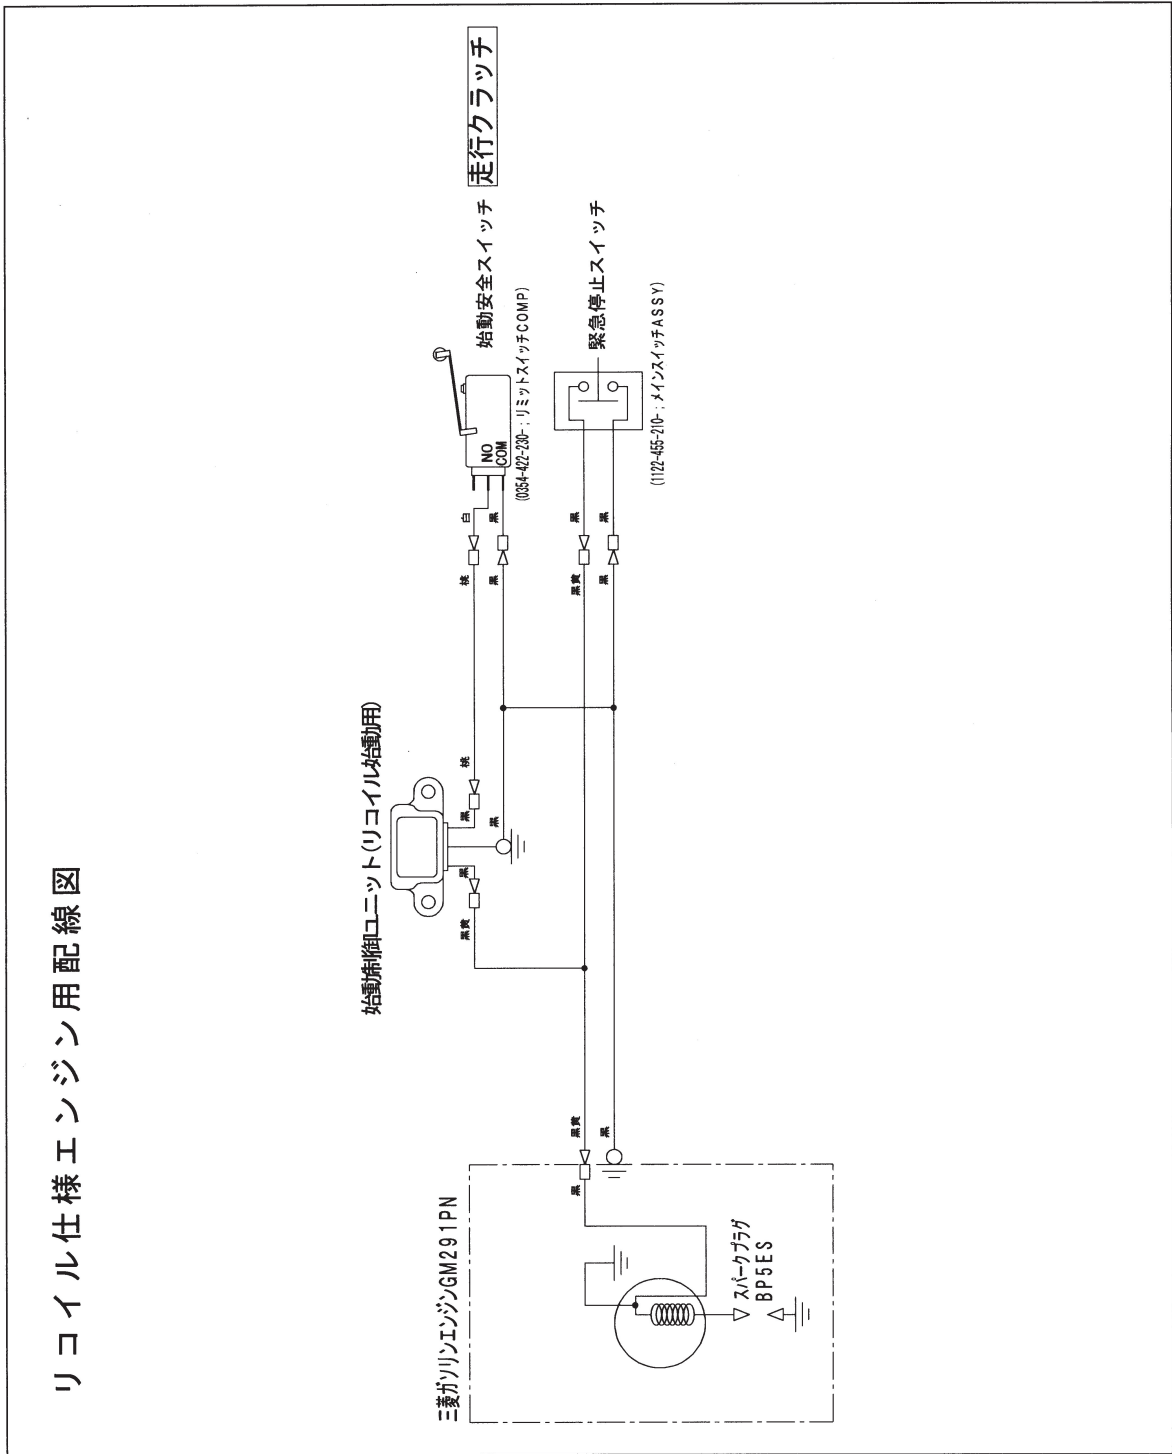 リコイル仕様エンジン用配線図
三菱ガソリンエンジンGM291PN
スパークプラグ
BP5ES
黒
黒黄
黒
始動制御ユニット(リコイル始動用)
黒黄
黒
黒
桃
黒
桃
白
黒
黒
NO
COM
始動安全スイッチ
走行クラッチ
(0354-422-230-;リミットスイッチCOMP)
黒黄
黒
黒
黒
緊急停止スイッチ
(1122-455-210-;メインスイッチASSY)